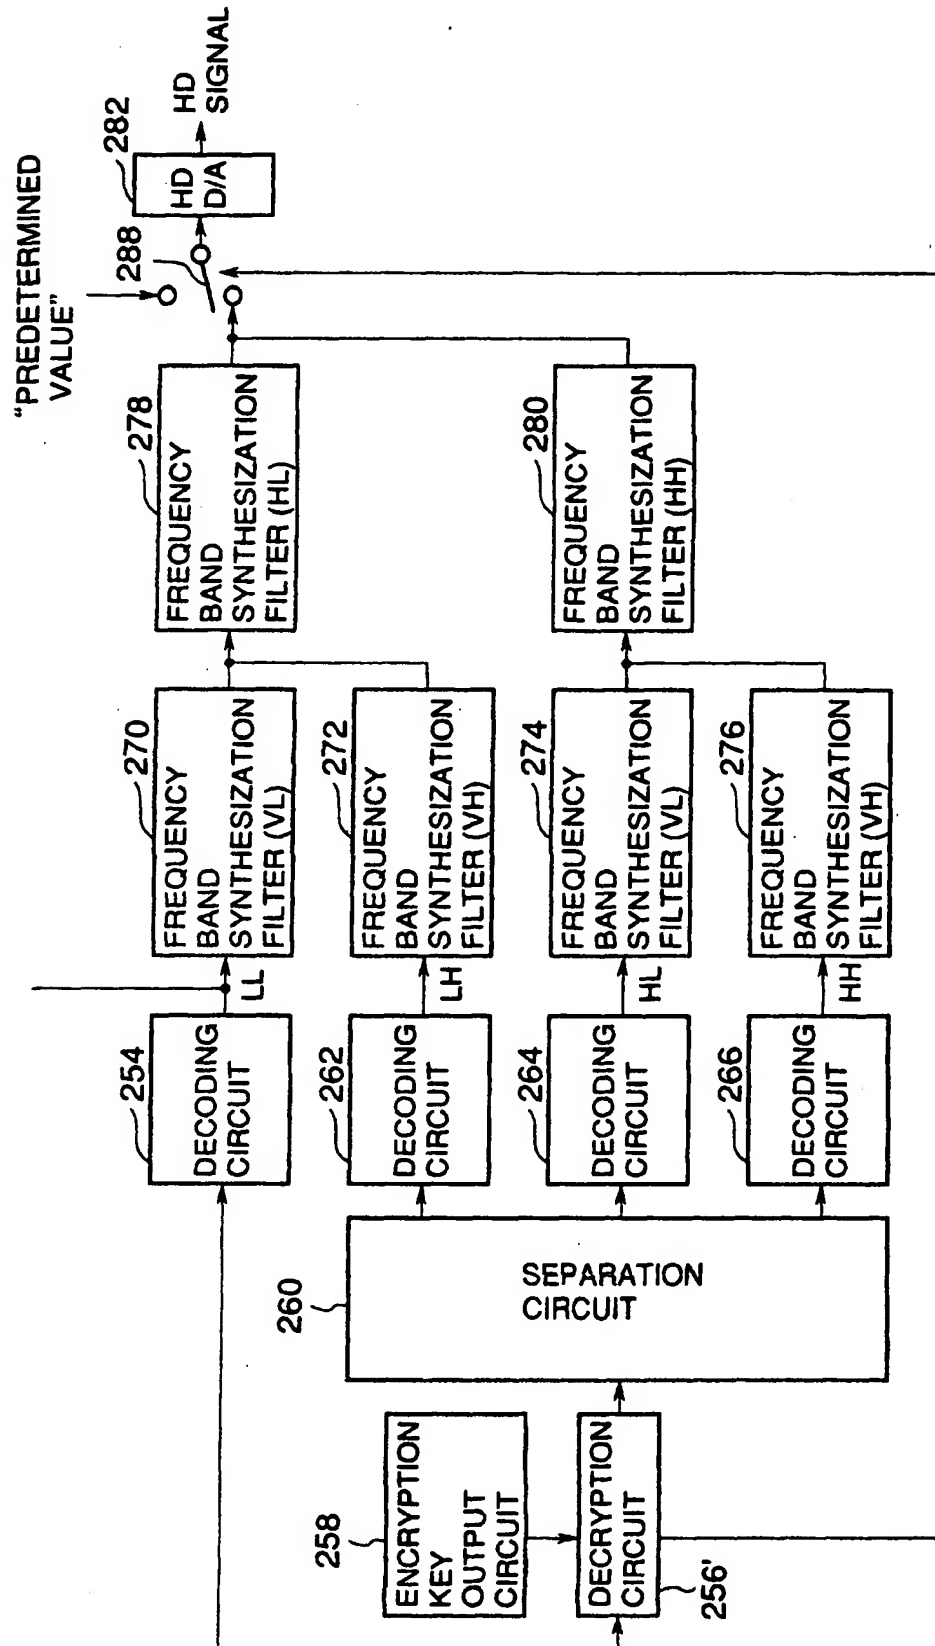 "PREDETERMINED
VALUE"
288
282
HD
D/A
HD
SIGNAL
254
DECODING
CIRCUIT
LL
270
FREQUENCY
BAND
SYNTHESIZATION
FILTER (VL)
278
FREQUENCY
BAND
SYNTHESIZATION
FILTER (HL)
262
DECODING
CIRCUIT
LH
272
FREQUENCY
BAND
SYNTHESIZATION
FILTER (VH)
264
DECODING
CIRCUIT
HL
274
FREQUENCY
BAND
SYNTHESIZATION
FILTER (VL)
280
FREQUENCY
BAND
SYNTHESIZATION
FILTER (HH)
266
DECODING
CIRCUIT
HH
276
FREQUENCY
BAND
SYNTHESIZATION
FILTER (VH)
260
SEPARATION
CIRCUIT
258
ENCRYPTION
KEY
OUTPUT
CIRCUIT
DECRYPTION
CIRCUIT
256'